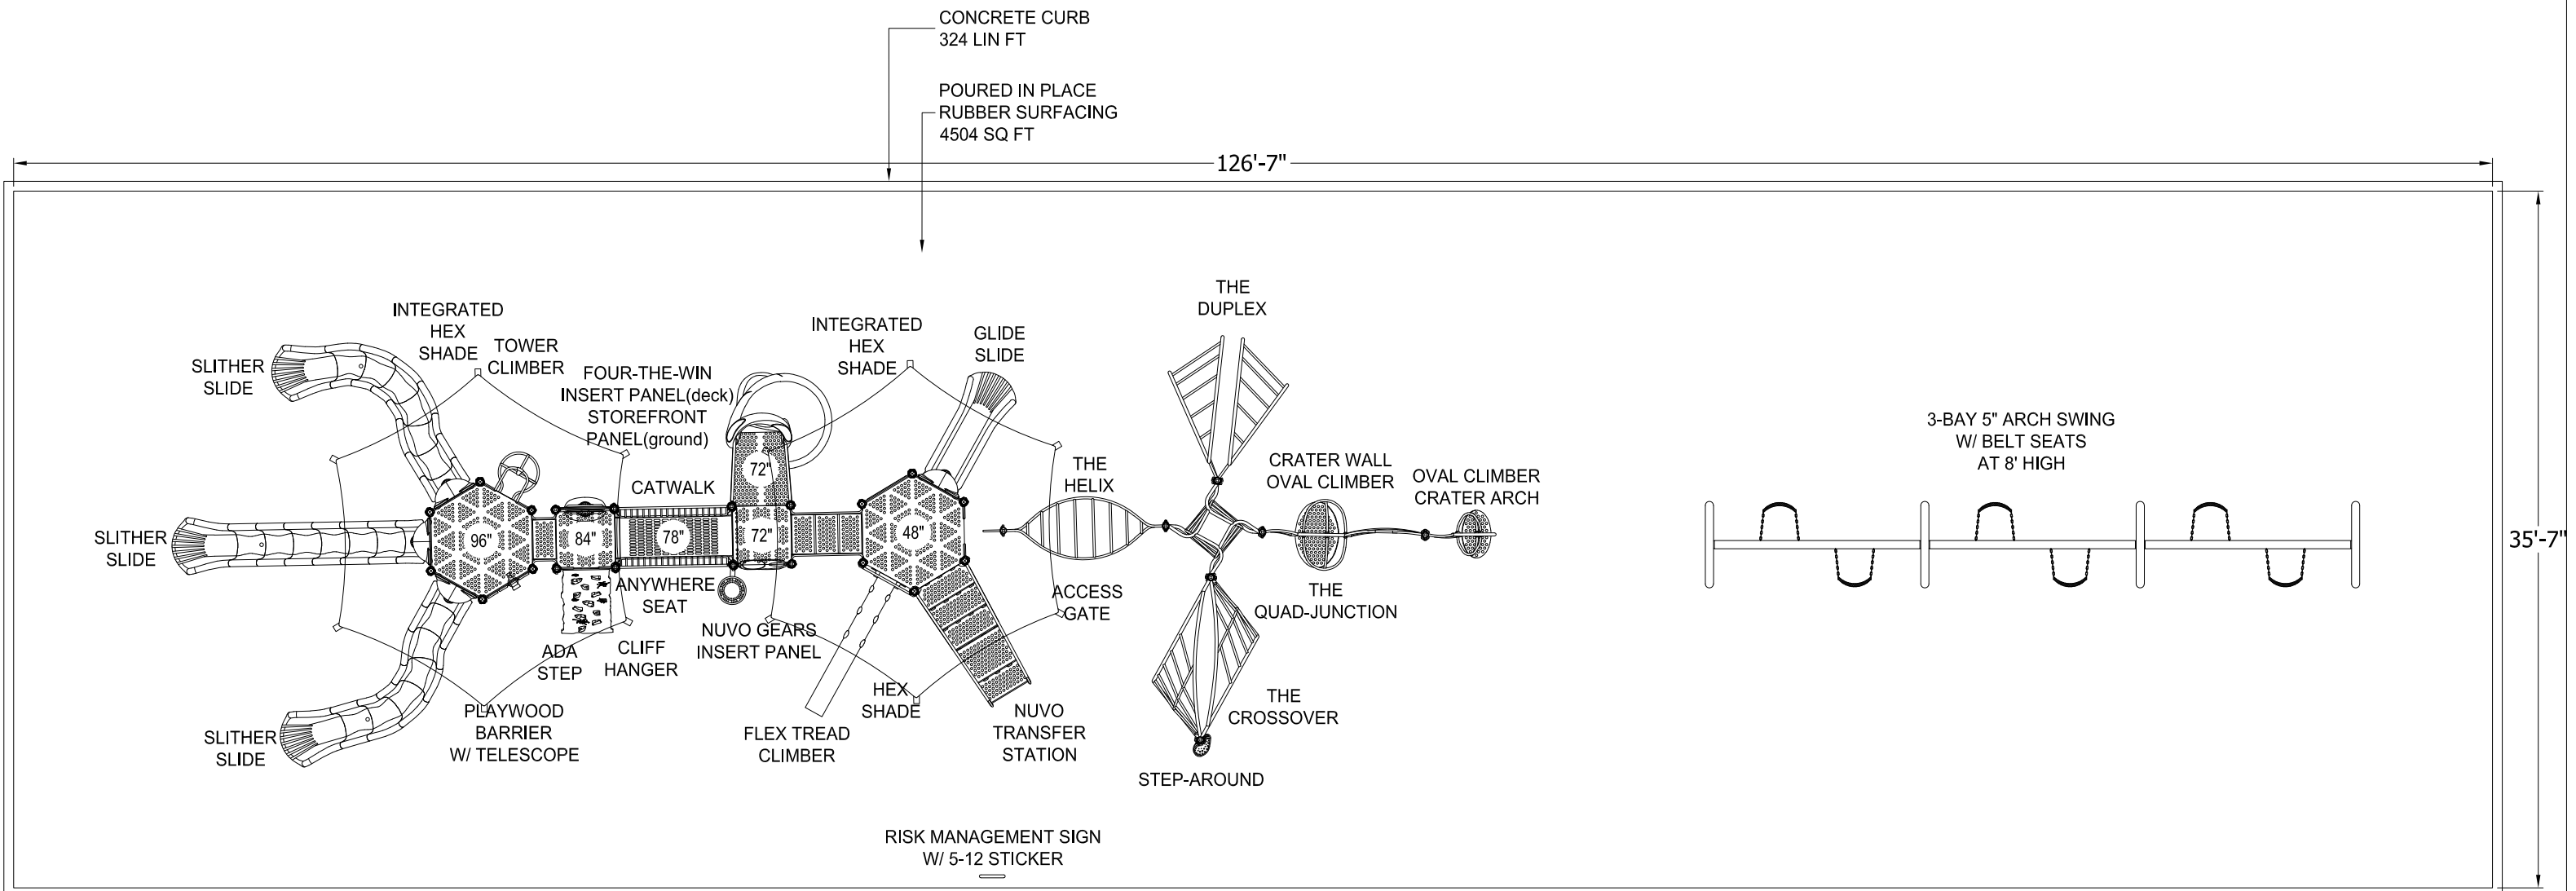 CONCRETE CURB
324 LIN FT
POURED IN PLACE
RUBBER SURFACING
4504 SQ FT
126'-7"
35'-7"
INTEGRATED
HEX
SHADE
TOWER
CLIMBER
SLITHER
SLIDE
FOUR-THE-WIN
INSERT PANEL(deck)
STOREFRONT
PANEL(ground)
INTEGRATED
HEX
SHADE
GLIDE
SLIDE
THE
DUPLEX
3-BAY 5" ARCH SWING
W/ BELT SEATS
AT 8' HIGH
CATWALK
THE
HELIX
CRATER WALL
OVAL CLIMBER
OVAL CLIMBER
CRATER ARCH
SLITHER
SLIDE
96"
84"
78"
72"
72"
48"
ANYWHERE
SEAT
ACCESS
GATE
THE
QUAD-JUNCTION
NUVO GEARS
INSERT PANEL
ADA
STEP
CLIFF
HANGER
PLAYWOOD
BARRIER
W/ TELESCOPE
HEX
SHADE
THE
CROSSOVER
SLITHER
SLIDE
FLEX TREAD
CLIMBER
NUVO
TRANSFER
STATION
STEP-AROUND
RISK MANAGEMENT SIGN
W/ 5-12 STICKER